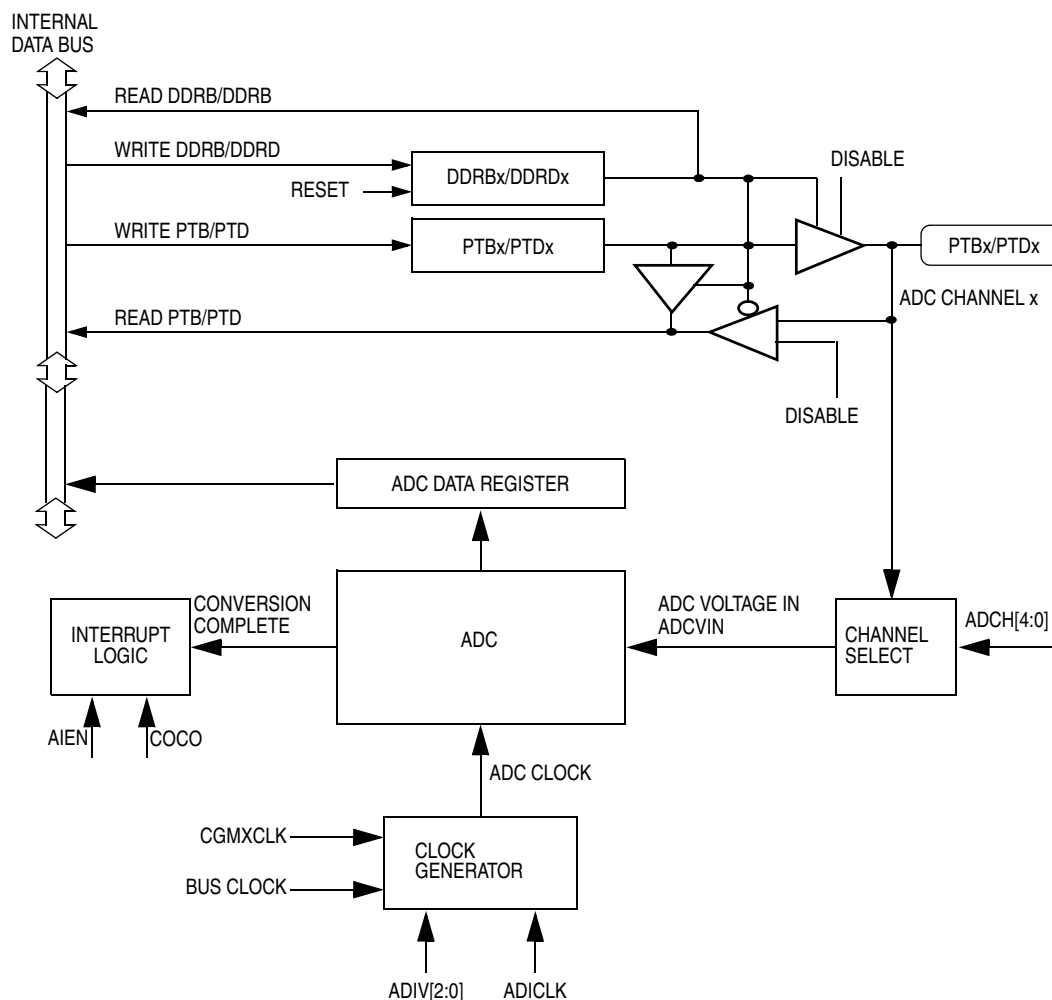 INTERNAL
DATA BUS
READ DDRB/DDRB
WRITE DDRB/DDRD
DISABLE
DDRBx/DDRDx
RESET
WRITE PTB/PTD
PTBx/PTDx
PTBx/PTDx
ADC CHANNEL x
READ PTB/PTD
DISABLE
ADC DATA REGISTER
INTERRUPT
LOGIC
CONVERSION
COMPLETE
ADC
ADC VOLTAGE IN
ADCVIN
CHANNEL
SELECT
ADCH[4:0]
AIEN
COCO
ADC CLOCK
CGMXCLK
BUS CLOCK
CLOCK
GENERATOR
ADIV[2:0]
ADICLK